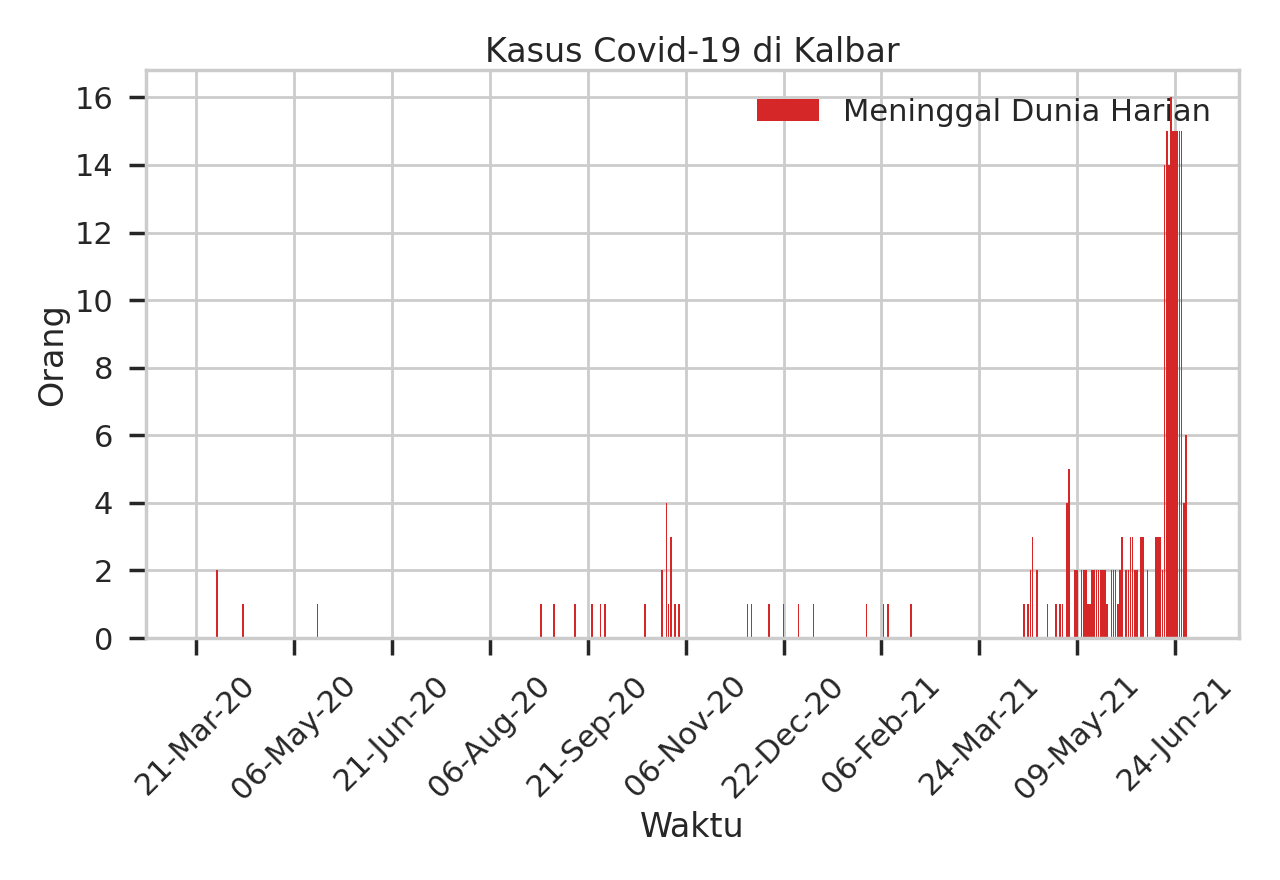 Kasus Covid-19 di Kalbar
Meninggal Dunia Harian
Orang
16
14
12
10
8
6
4
2
0
21-Mar-20
06-May-20
21-Jun-20
06-Aug-20
21-Sep-20
06-Nov-20
22-Dec-20
06-Feb-21
24-Mar-21
09-May-21
24-Jun-21
Waktu